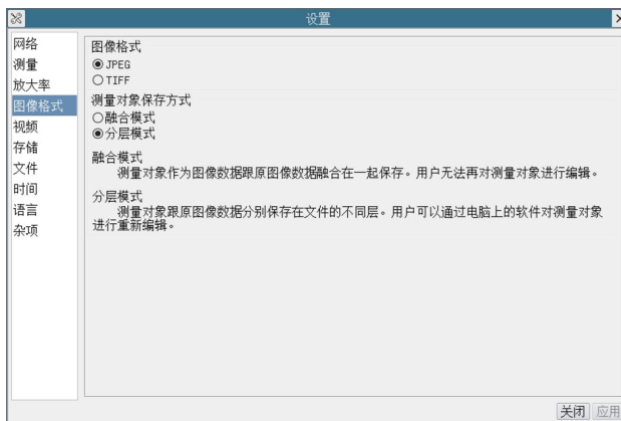 设置
网络
测量
放大率
图像格式
视频
存储
文件
时间
语言
杂项
图像格式
JPEG
TIFF
测量对象保存方式
融合模式
分层模式
融合模式
测量对象作为图像数据跟原图像数据融合在一起保存。用户无法再对测量对象进行编辑。
分层模式
测量对象跟原图像数据分别保存在文件的不同层。用户可以通过电脑上的软件对测量对象
进行重新编辑。
关闭 应用